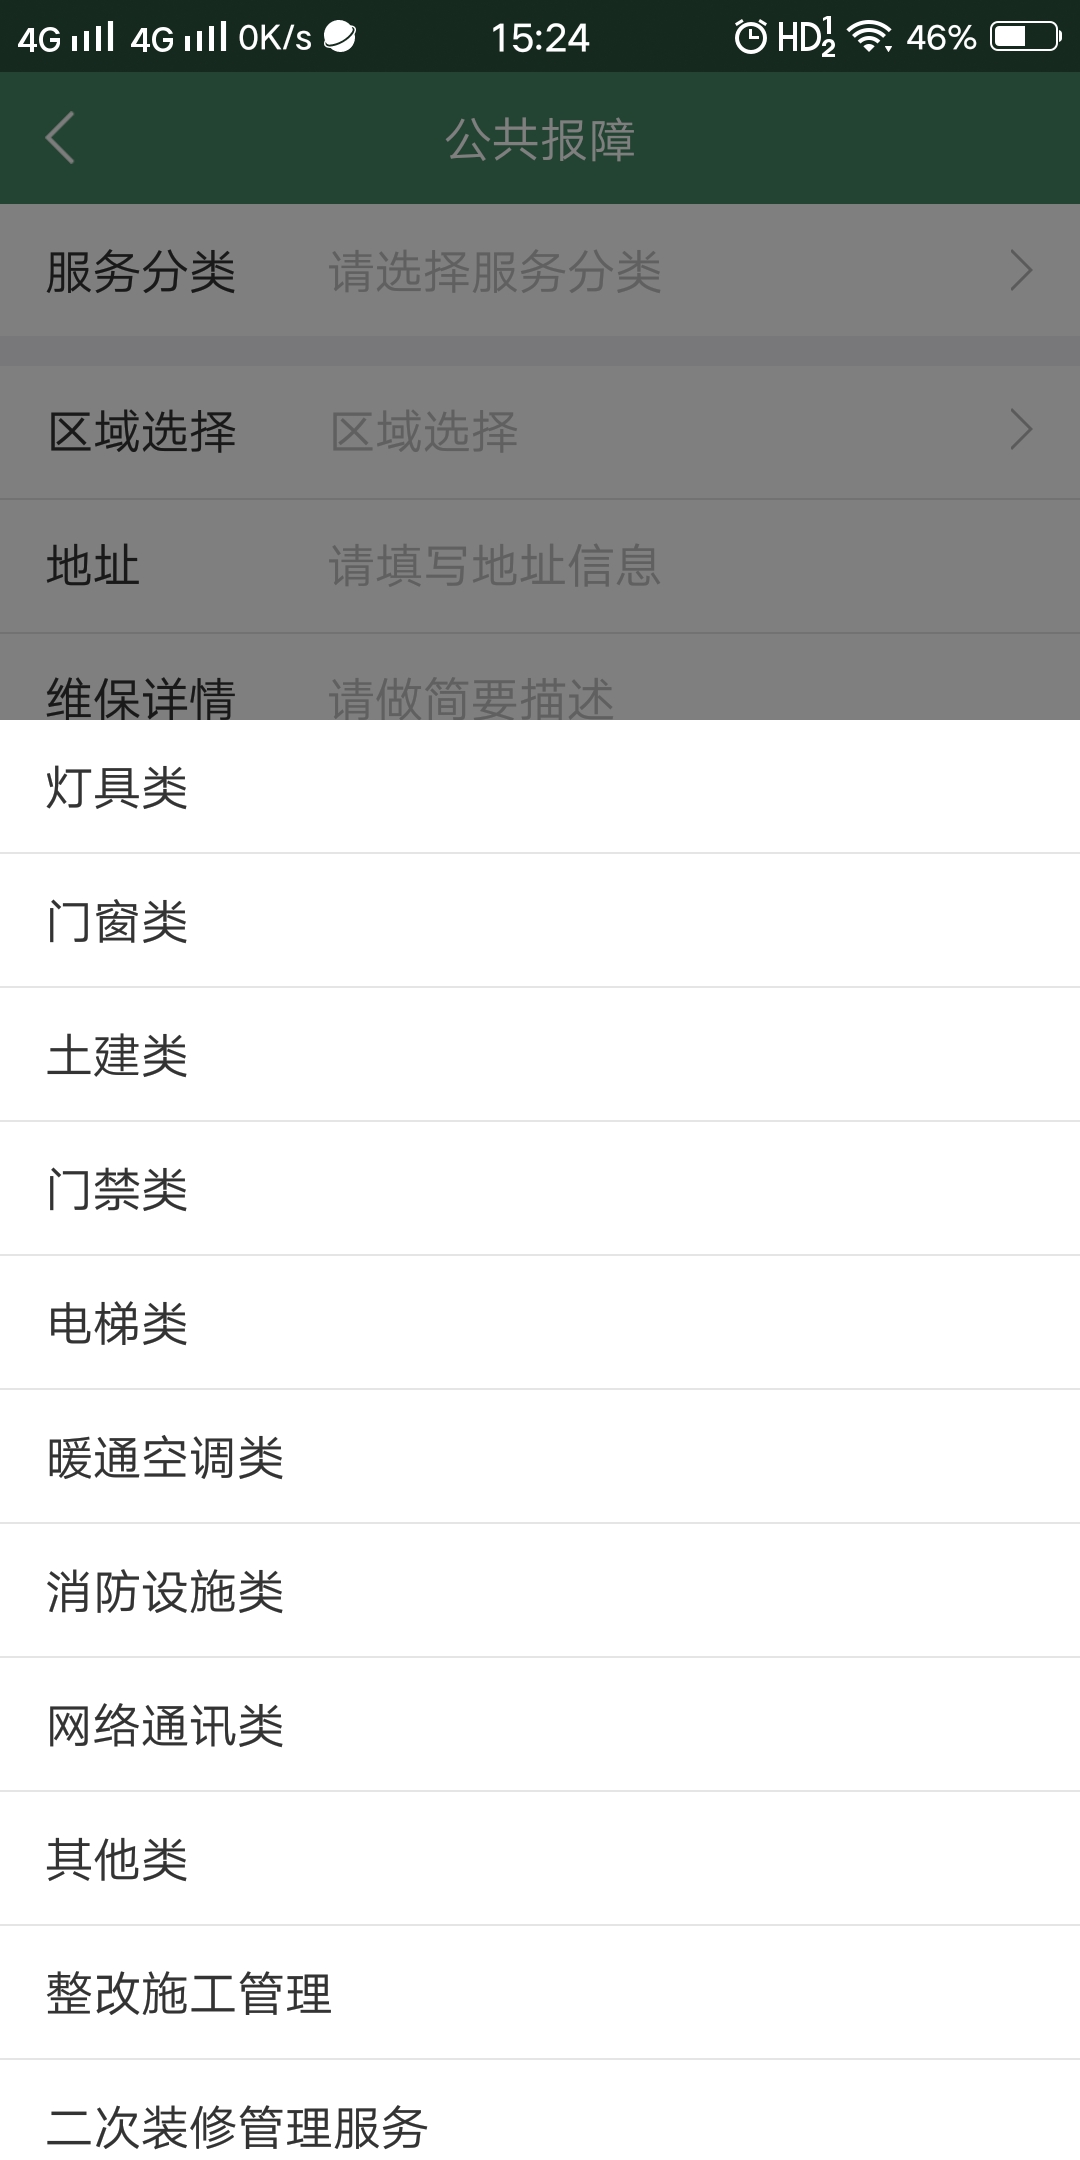 4G 4G 0K/s 15:24 HD 1 2 46%
公共报障
服务分类 请选择服务分类
区域选择 区域选择
地址 请填写地址信息
维保详情 请做简要描述
灯具类
门窗类
土建类
门禁类
电梯类
暖通空调类
消防设施类
网络通讯类
其他类
整改施工管理
二次装修管理服务